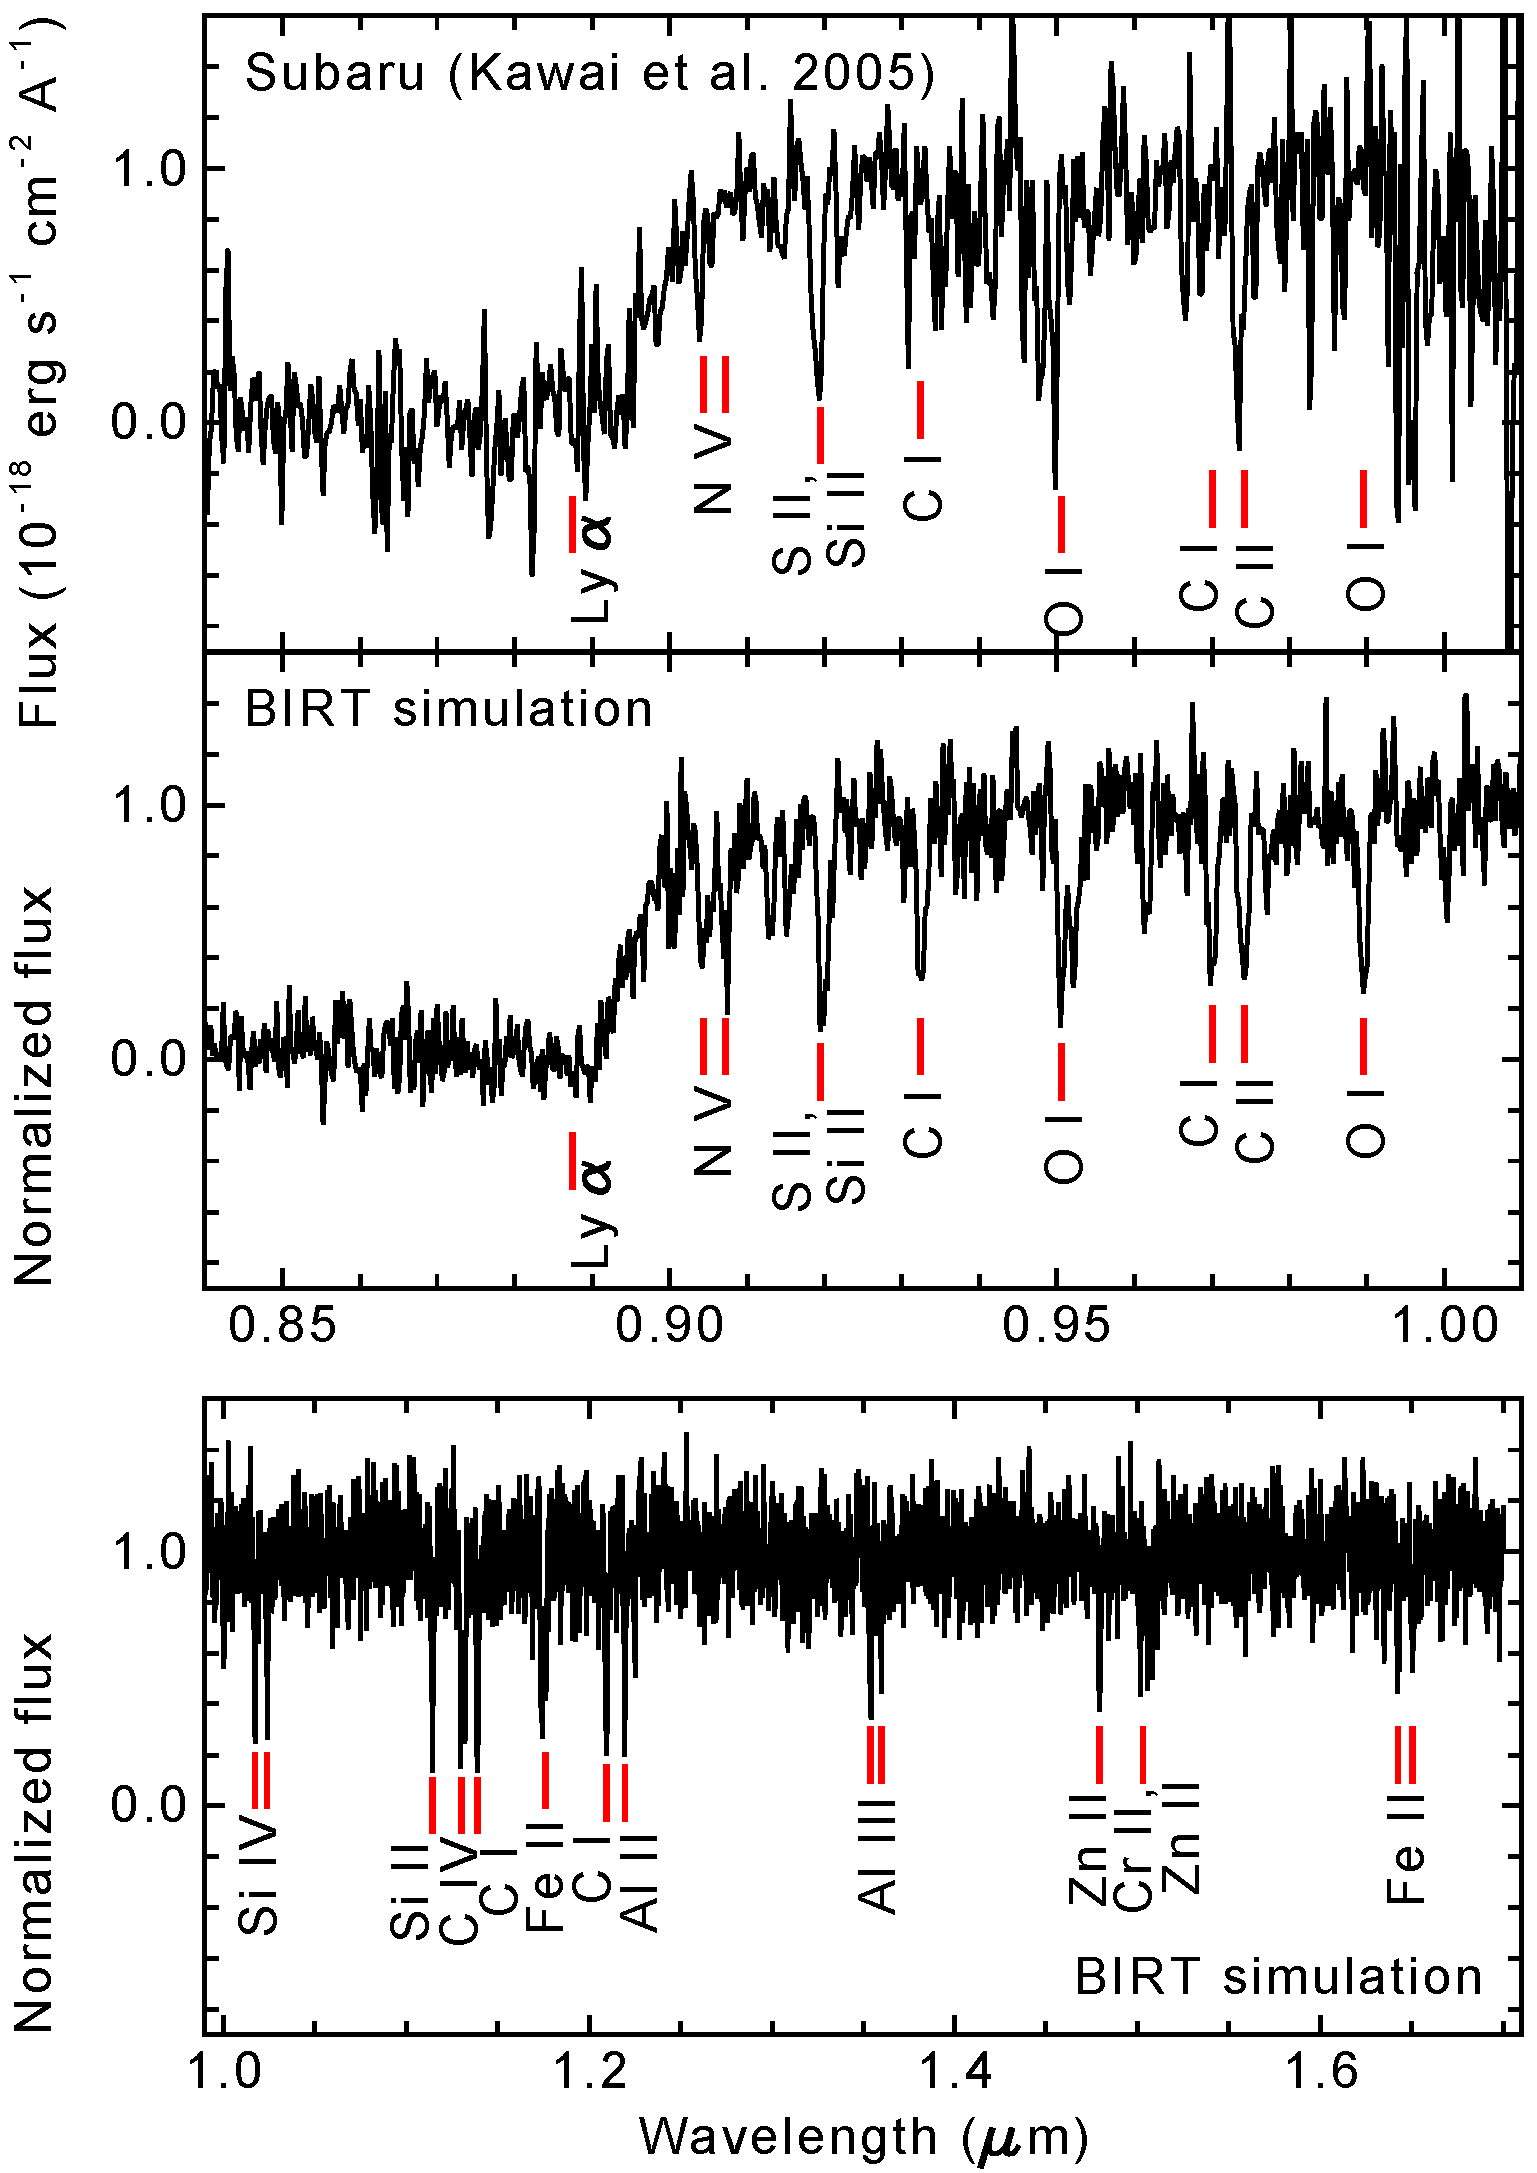 Flux (10⁻¹⁸ erg s⁻¹ cm⁻² A⁻¹)
Subaru (Kawai et al. 2005)
1.0
0.0
Ly α
N V
S II,
Si II
C I
O I
C I
C II
O I
Normalized flux
BIRT simulation
1.0
0.0
Ly α
N V
S II,
Si II
C I
O I
C I
C II
O I
0.85
0.90
0.95
1.00
Normalized flux
1.0
0.0
Si IV
Si II
C IV
C I
Fe II
C I
Al II
Al III
Zn II
Cr II,
Zn II
Fe II
BIRT simulation
1.0
1.2
1.4
1.6
Wavelength (μm)